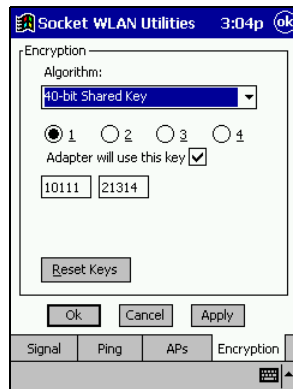 Socket WLAN Utilities 3:04p ok
Encryption
Algorithm:
40-bit Shared Key
1 2 3 4
Adapter will use this key
10111 21314
Reset Keys
Ok Cancel Apply
Signal Ping APs Encryption